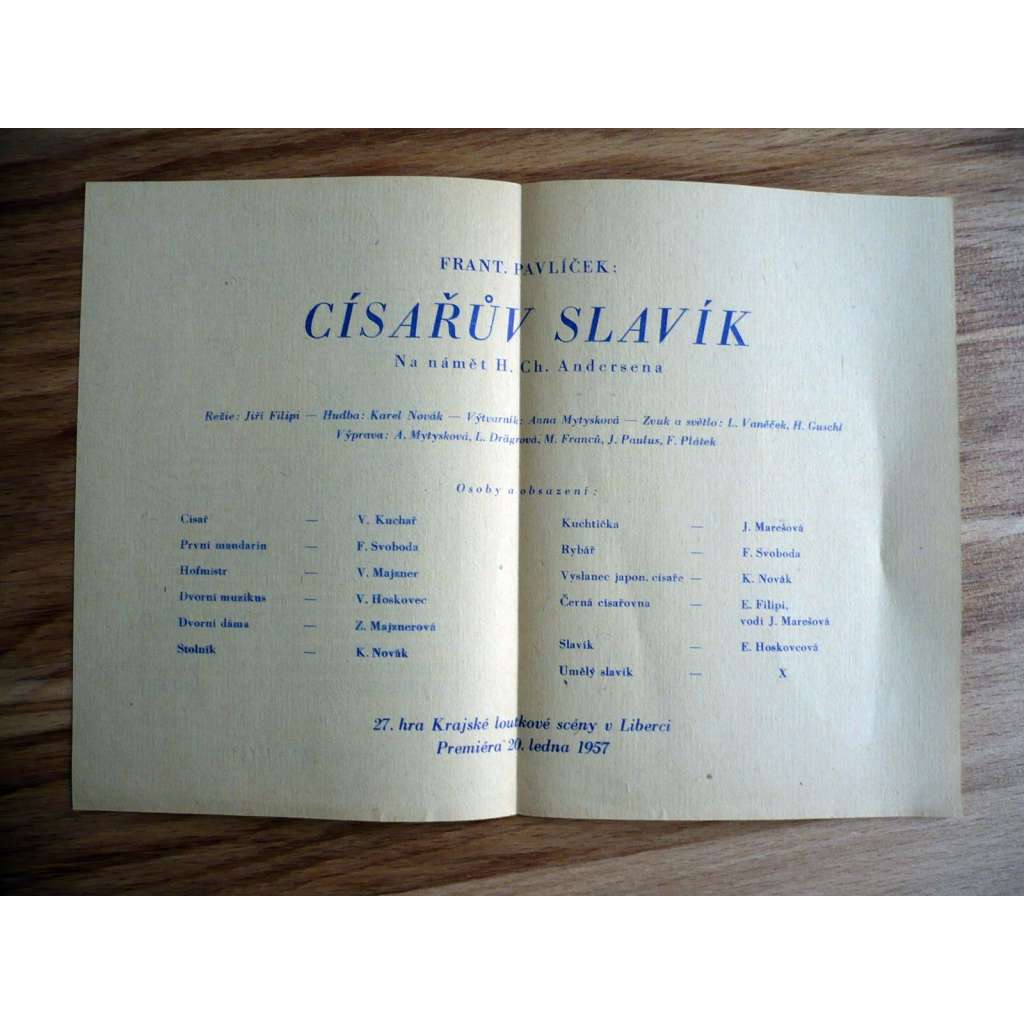 FRANT. PAVLÍČEK:
CÍSAŘŮV SLAVÍK
Na námět H. Ch. Andersena
Režie: Jiří Filipi — Hudba: Karel Novák — Výtvarník: Anna Mytysková — Zvuk a světlo: L. Vaněček, H. Guschl
Výprava: A. Mytysková, L. Drágrová, M. Franců, J. Paulus, F. Plátek
Osoby a obsazení:
Císař — V. Kuchař
První mandarin — F. Svoboda
Hofmistr — V. Majzner
Dvorní muzikus — V. Hoskovec
Dvorní dáma — Z. Majznerová
Stolník — K. Novák
Kuchtička — J. Marešová
Rybář — F. Svoboda
Vyslanec japon. císaře — K. Novák
Černá císařovna — E. Filipi,
vodí J. Marešová
Slavík — E. Hoskovcová
Umělý slavík — X
27. hra Krajské loutkové scény v Liberci
Premiéra 20. ledna 1957